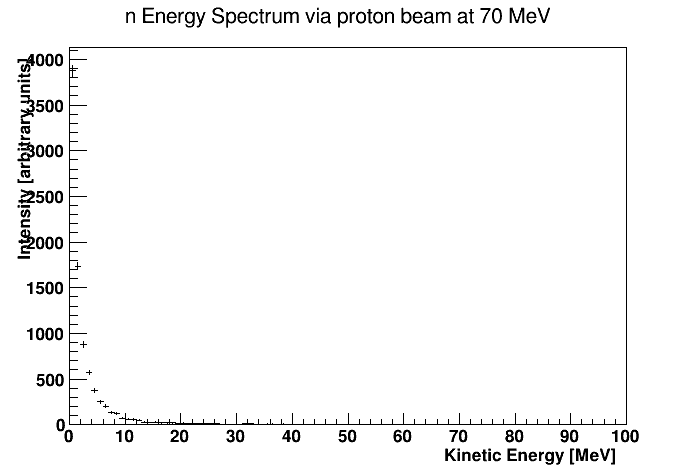 n Energy Spectrum via proton beam at 70 MeV
Intensity [arbitrary units]
4000
3500
3000
2500
2000
1500
1000
500
0
0 10 20 30 40 50 60 70 80 90 100
Kinetic Energy [MeV]